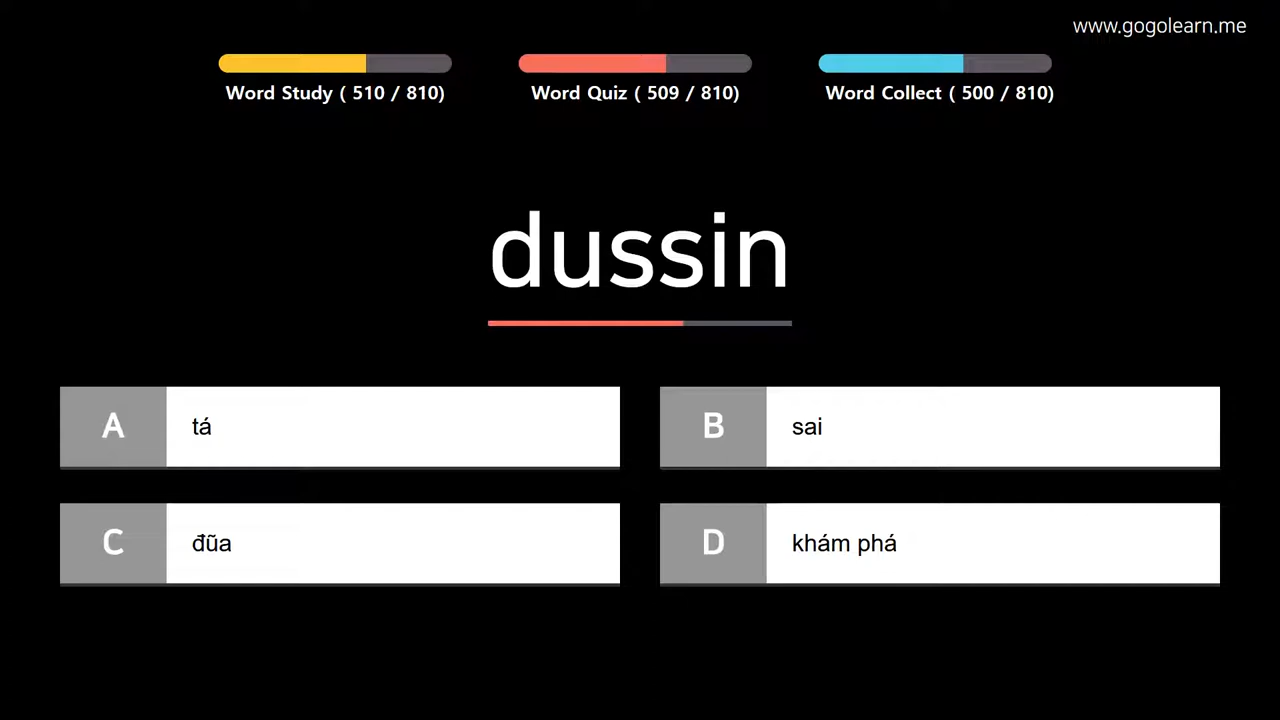 www.gogolearn.me
Word Study ( 510 / 810)
Word Quiz ( 509 / 810)
Word Collect ( 500 / 810)
dussin
A tá
B sai
C đũa
D khám phá